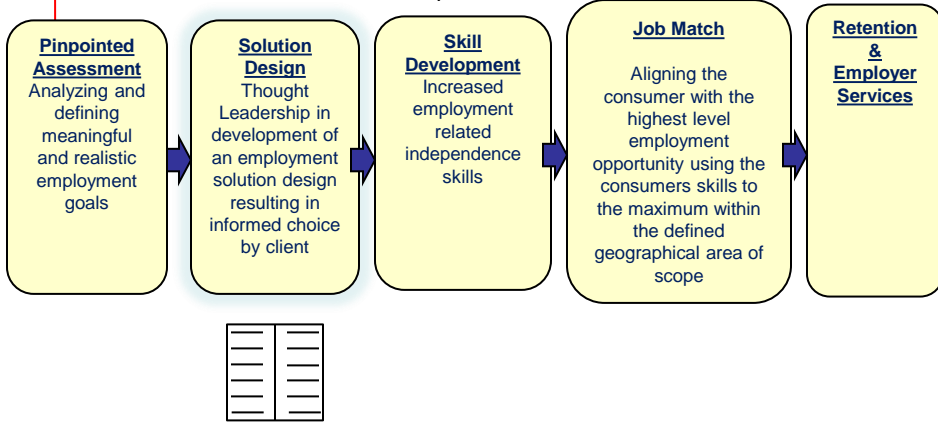 Pinpointed
Assessment
Analyzing and
defining
meaningful
and realistic
employment
goals
Solution
Design
Thought
Leadership in
development of
an employment
solution design
resulting in
informed choice
by client
Skill
Development
Increased
employment
related
independence
skills
Job Match
Aligning the
consumer with the
highest level
employment
opportunity using the
consumers skills to
the maximum within
the defined
geographical area of
scope
Retention
&
Employer
Services